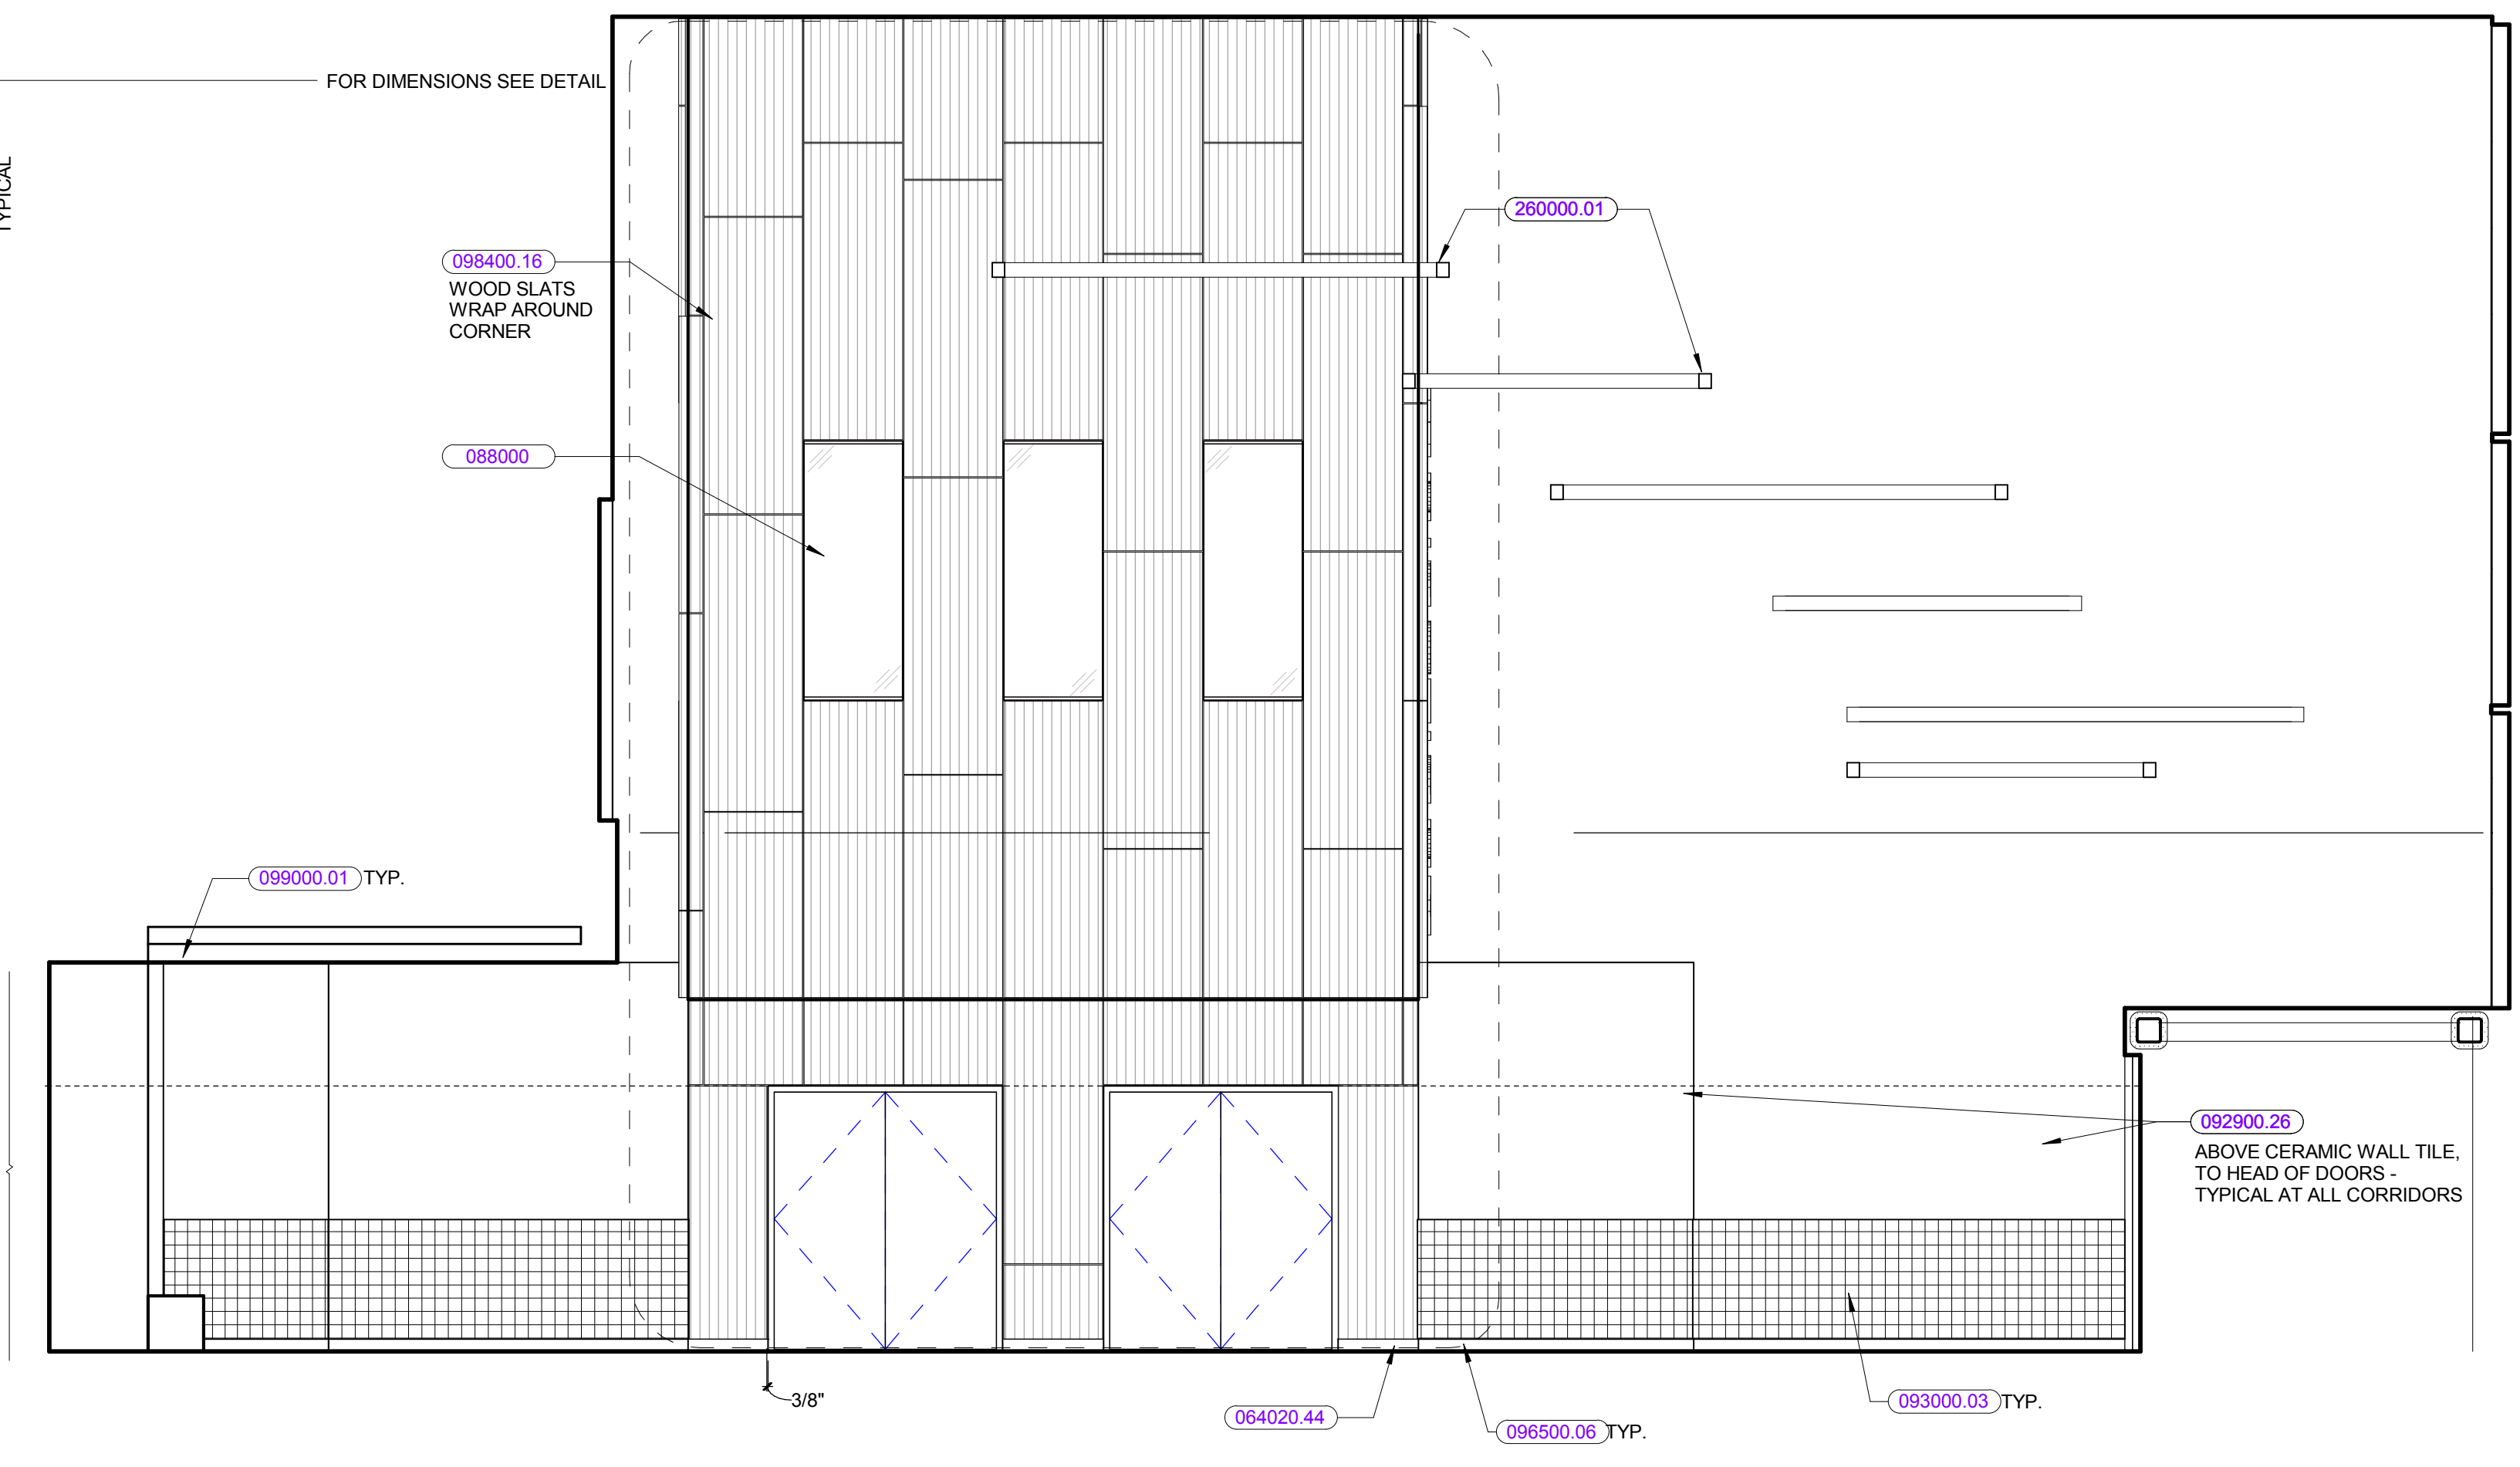 FOR DIMENSIONS SEE DETAIL
TYPICAL
260000.01
098400.16
WOOD SLATS
WRAP AROUND
CORNER
088000
099000.01 TYP.
092900.26
ABOVE CERAMIC WALL TILE,
TO HEAD OF DOORS -
TYPICAL AT ALL CORRIDORS
3/8"
064020.44
093000.03 TYP.
096500.06 TYP.